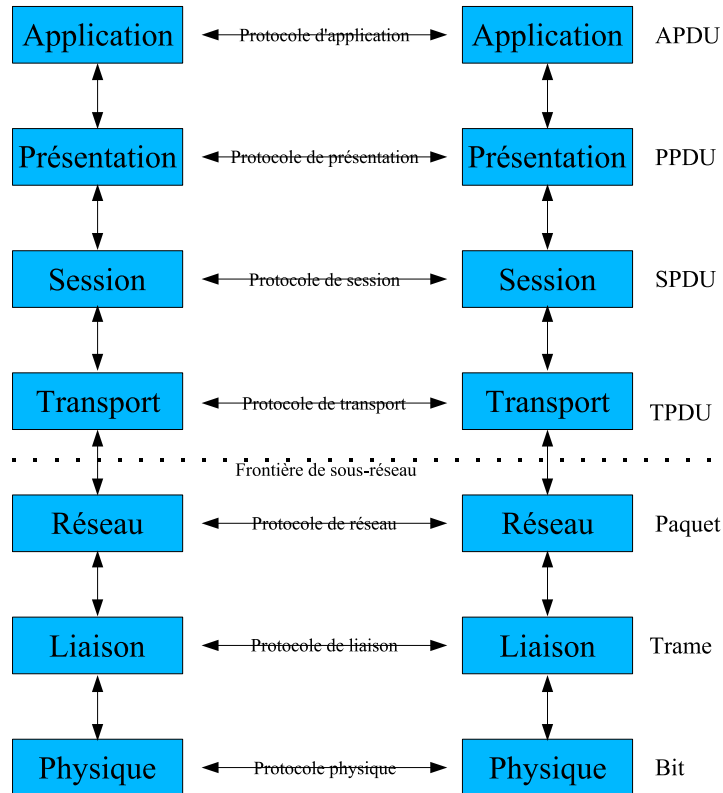 Application Protocole d'application Application APDU
Présentation Protocole de présentation Présentation PPDU
Session Protocole de session Session SPDU
Transport Protocole de transport Transport TPDU
Frontière de sous-réseau
Réseau Protocole de réseau Réseau Paquet
Liaison Protocole de liaison Liaison Trame
Physique Protocole physique Physique Bit